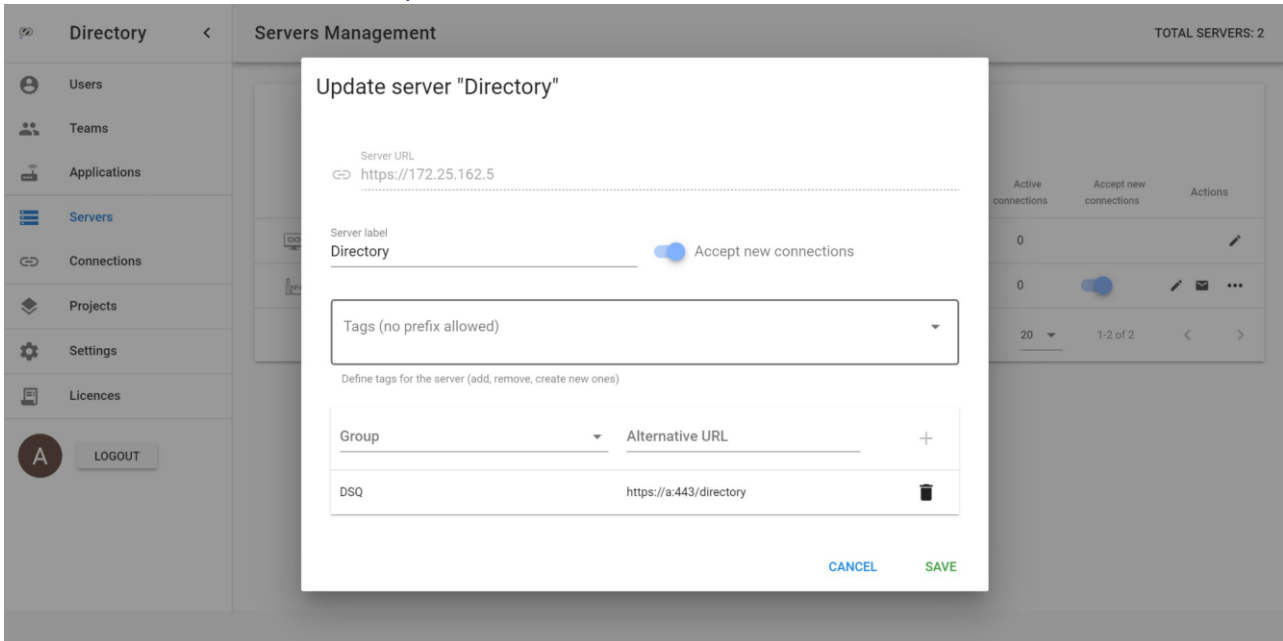 Directory
Servers Management
TOTAL SERVERS: 2
Users
Teams
Applications
Servers
Connections
Projects
Settings
Licences
A
LOGOUT
Update server "Directory"
Server URL
https://172.25.162.5
Server label
Directory
Accept new connections
Tags (no prefix allowed)
Define tags for the server (add, remove, create new ones)
Group
Alternative URL
DSQ
https://a:443/directory
CANCEL
SAVE
Active
connections
Accept new
connections
Actions
0
0
20
1-2 of 2